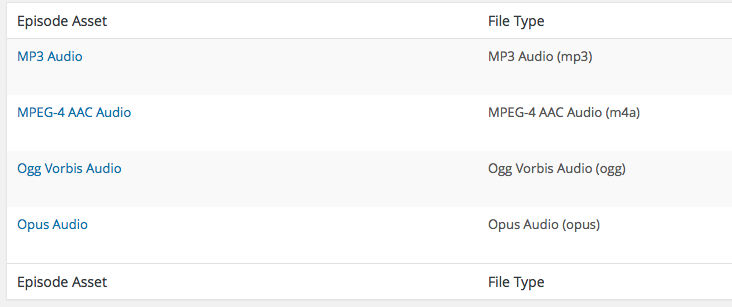 Episode Asset File Type
MP3 Audio MP3 Audio (mp3)
MPEG-4 AAC Audio MPEG-4 AAC Audio (m4a)
Ogg Vorbis Audio Ogg Vorbis Audio (ogg)
Opus Audio Opus Audio (opus)
Episode Asset File Type